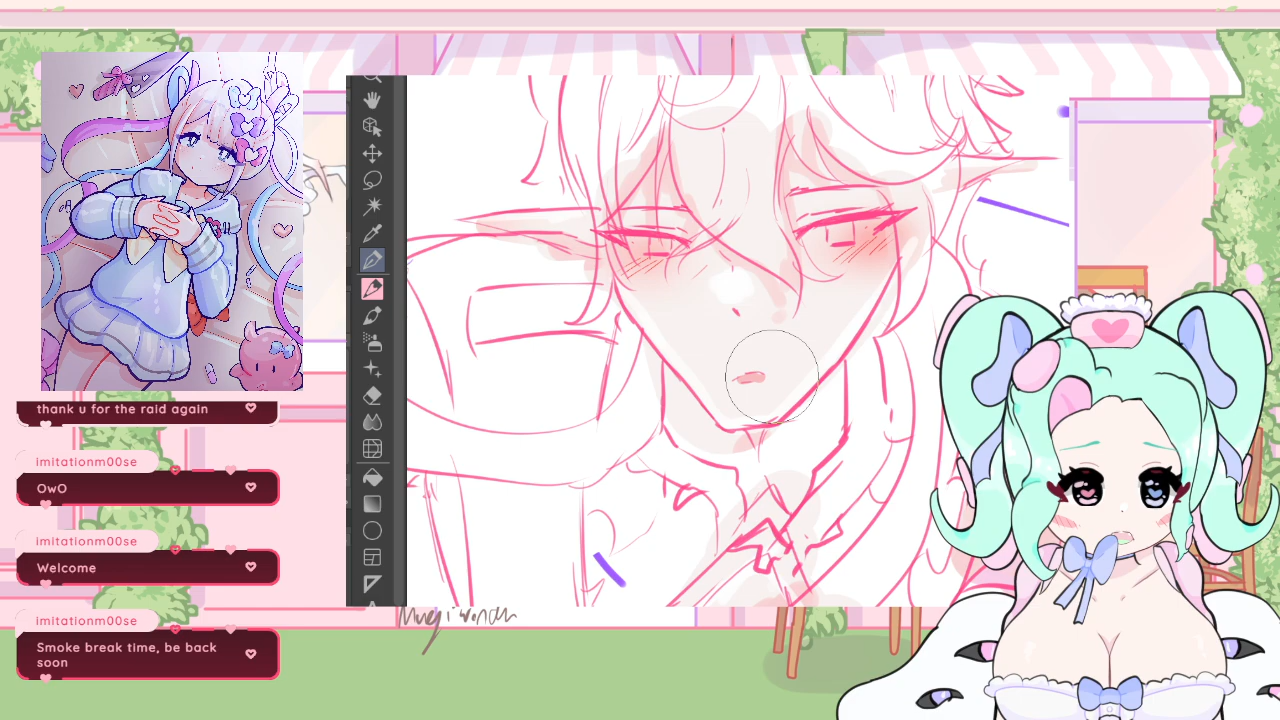 thank u for the raid again
imitationm00se
OwO
imitationm00se
Welcome
imitationm00se
Smoke break time, be back
soon